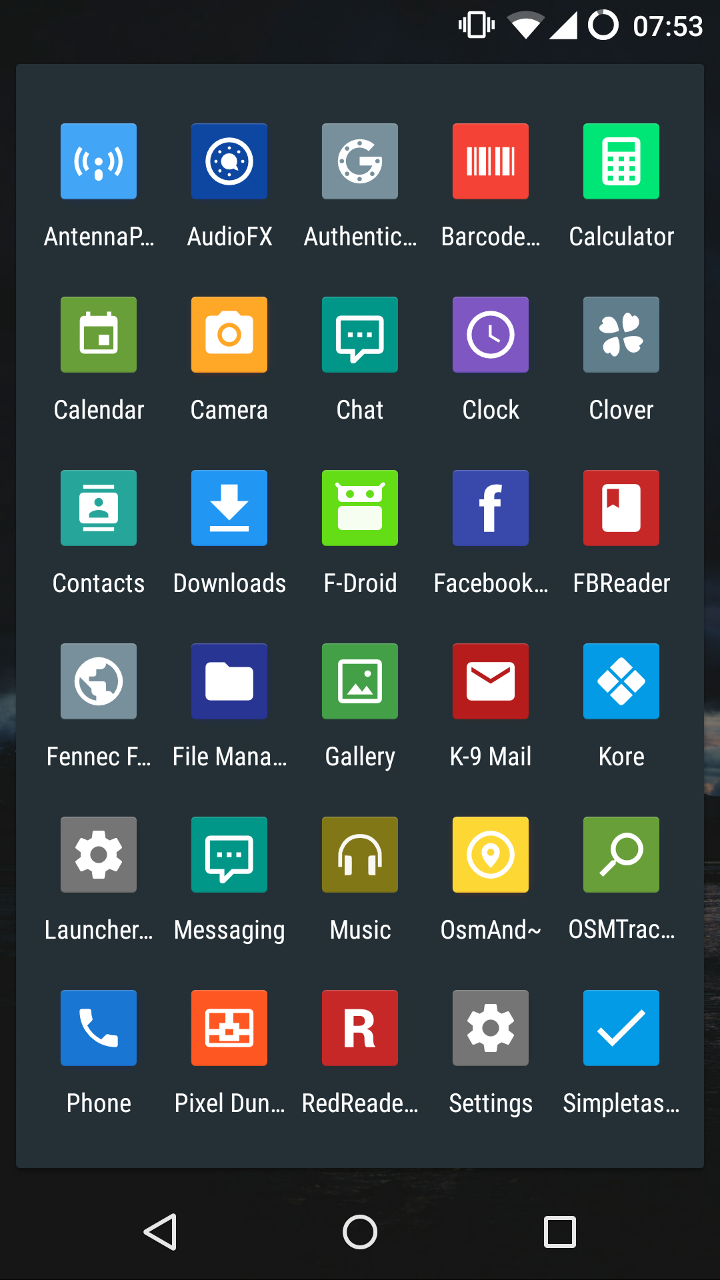 07:53
AntennaP… AudioFX Authentic… Barcode… Calculator
Calendar Camera Chat Clock Clover
Contacts Downloads F-Droid Facebook… FBReader
Fennec F… File Mana… Gallery K-9 Mail Kore
Launcher… Messaging Music OsmAnd~ OSMTrac…
Phone Pixel Dun… RedReade… Settings Simpletas…